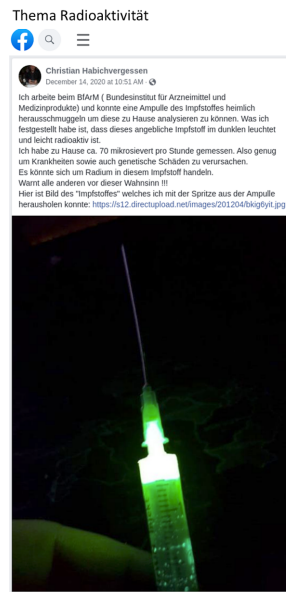 Thema Radioaktivität
Christian Habichvergessen
December 14, 2020 at 10:51 AM ·
Ich arbeite beim BfArM ( Bundesinstitut für Arzneimittel und
Medizinprodukte) und konnte eine Ampulle des Impfstoffes heimlich
herausschmuggeln um diese zu Hause analysieren zu können. Was ich
festgestellt habe ist, dass dieses angebliche Impfstoff im dunklen leuchtet
und leicht radioaktiv ist.
Ich habe zu Hause ca. 70 mikrosievert pro Stunde gemessen. Also genug
um Krankheiten sowie auch genetische Schäden zu verursachen.
Es könnte sich um Radium in diesem Impfstoff handeln.
Warnt alle anderen vor dieser Wahnsinn !!!
Hier ist Bild des "Impfstoffes" welches ich mit der Spritze aus der Ampulle
herausholen konnte: https://s12.directupload.net/images/201204/bkig6yit.jpg